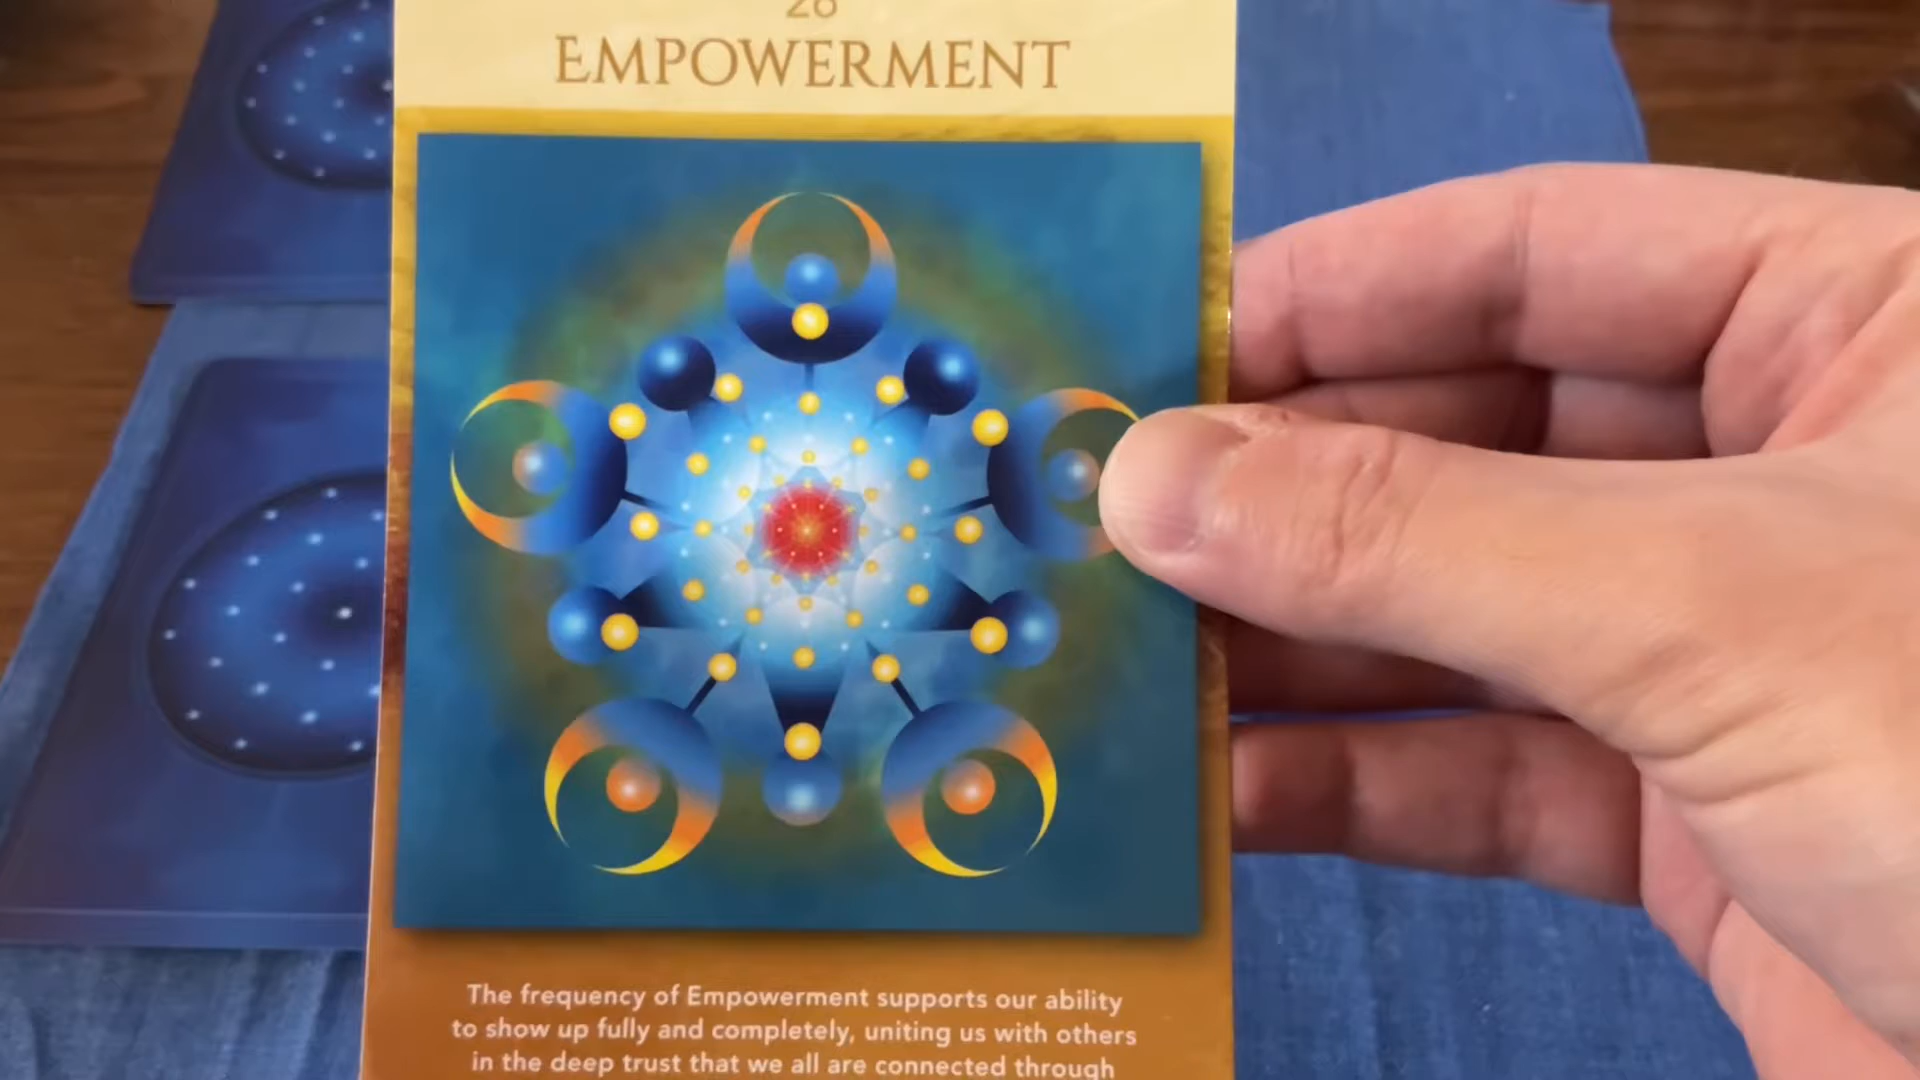 EMPOWERMENT
The frequency of Empowerment supports our ability
to show up fully and completely, uniting us with others
in the deep trust that we all are connected through